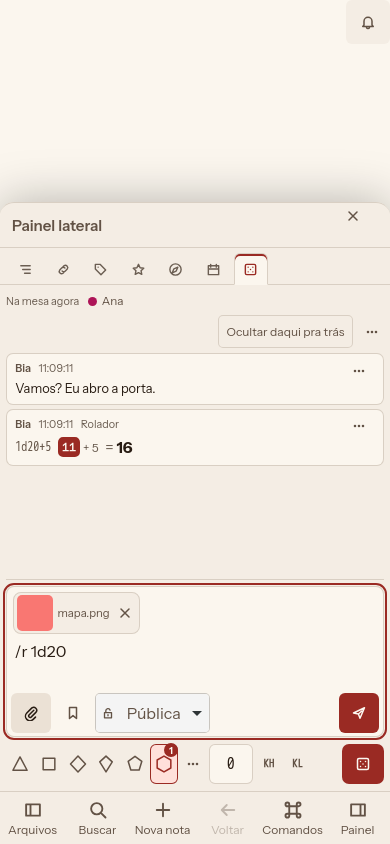 Painel lateral
Na mesa agora Ana
Ocultar daqui pra trás
Bia 11:09:11
Vamos? Eu abro a porta.
Bia 11:09:11 Rolador
1d20+5 11 + 5 = 16
mapa.png
/r 1d20
Pública
1
0 KH KL
Arquivos Buscar Nova nota Voltar Comandos Painel